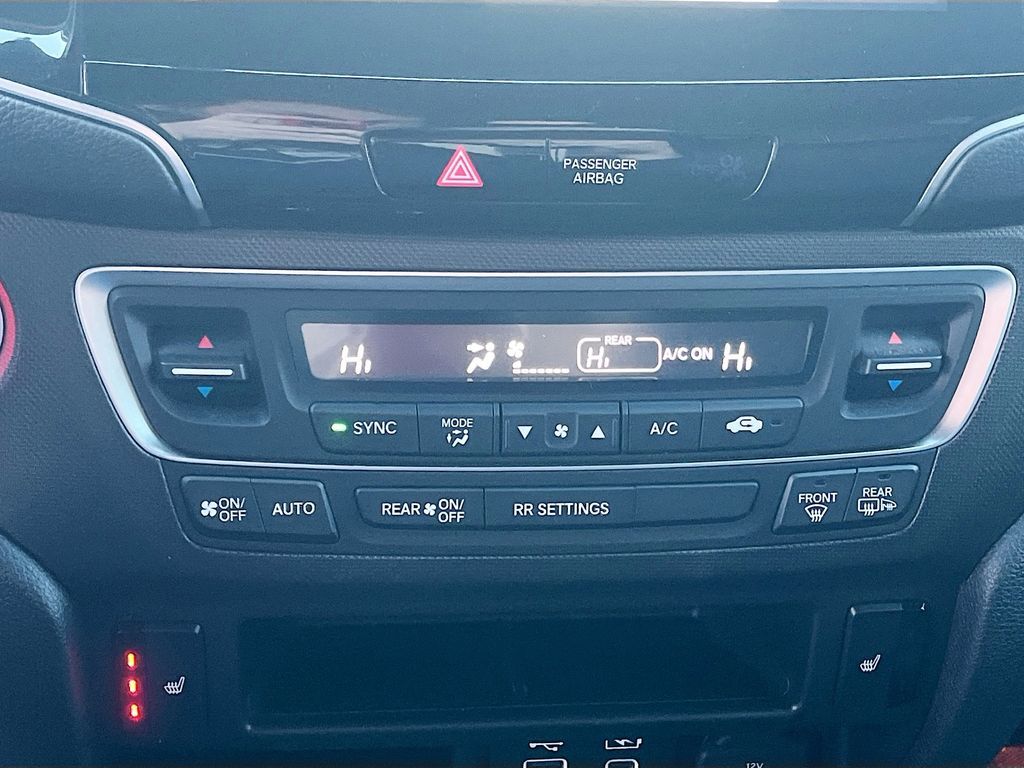 PASSENGER
AIRBAG
Hi
REAR
Hi
A/C ON
Hi
SYNC
MODE
A/C
ON/
OFF
AUTO
REAR ON/
OFF
RR SETTINGS
FRONT
REAR
12V